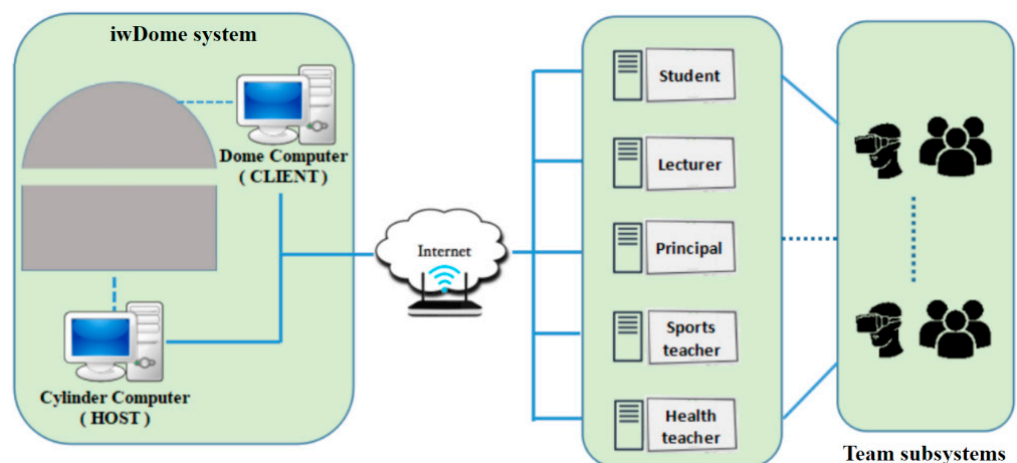 iwDome system
Dome Computer
( CLIENT )
Cylinder Computer
( HOST )
Internet
Student
Lecturer
Principal
Sports
teacher
Health
teacher
Team subsystems